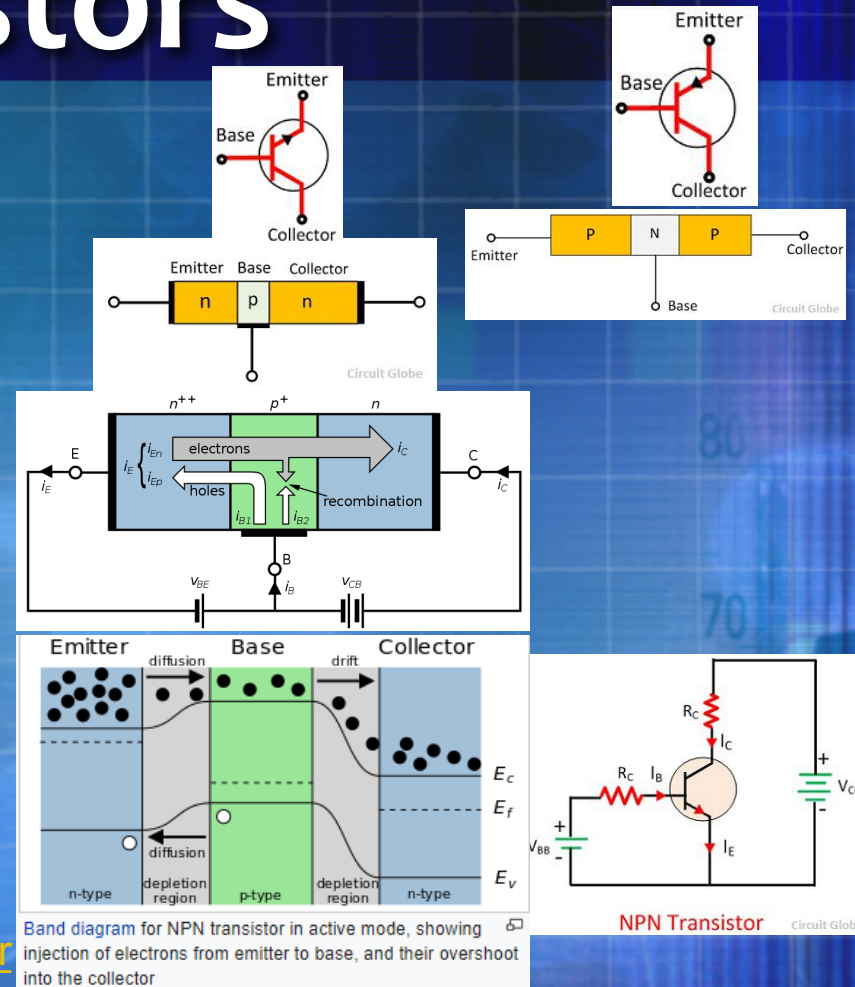 stors
Emitter
Base
Collector
Emitter
Base
Collector
P N P
Emitter
Collector
Base
Circuit Globe
Emitter Base Collector
n p n
Circuit Globe
n++ p+ n
E
C
iE
iEn
iEp
electrons
iC
holes
recombination
iB1
iB2
iE
iC
B
vBE
iB
vCB
Emitter Base Collector
diffusion
drift
Ec
Ef
Ev
diffusion
n-type
depletion
region
p-type
depletion
region
n-type
Band diagram for NPN transistor in active mode, showing
injection of electrons from emitter to base, and their overshoot
into the collector
r
80
70
RC
IC
RC
IB
+
-
VBB
IE
+
-
VC
NPN Transistor
Circuit Glob